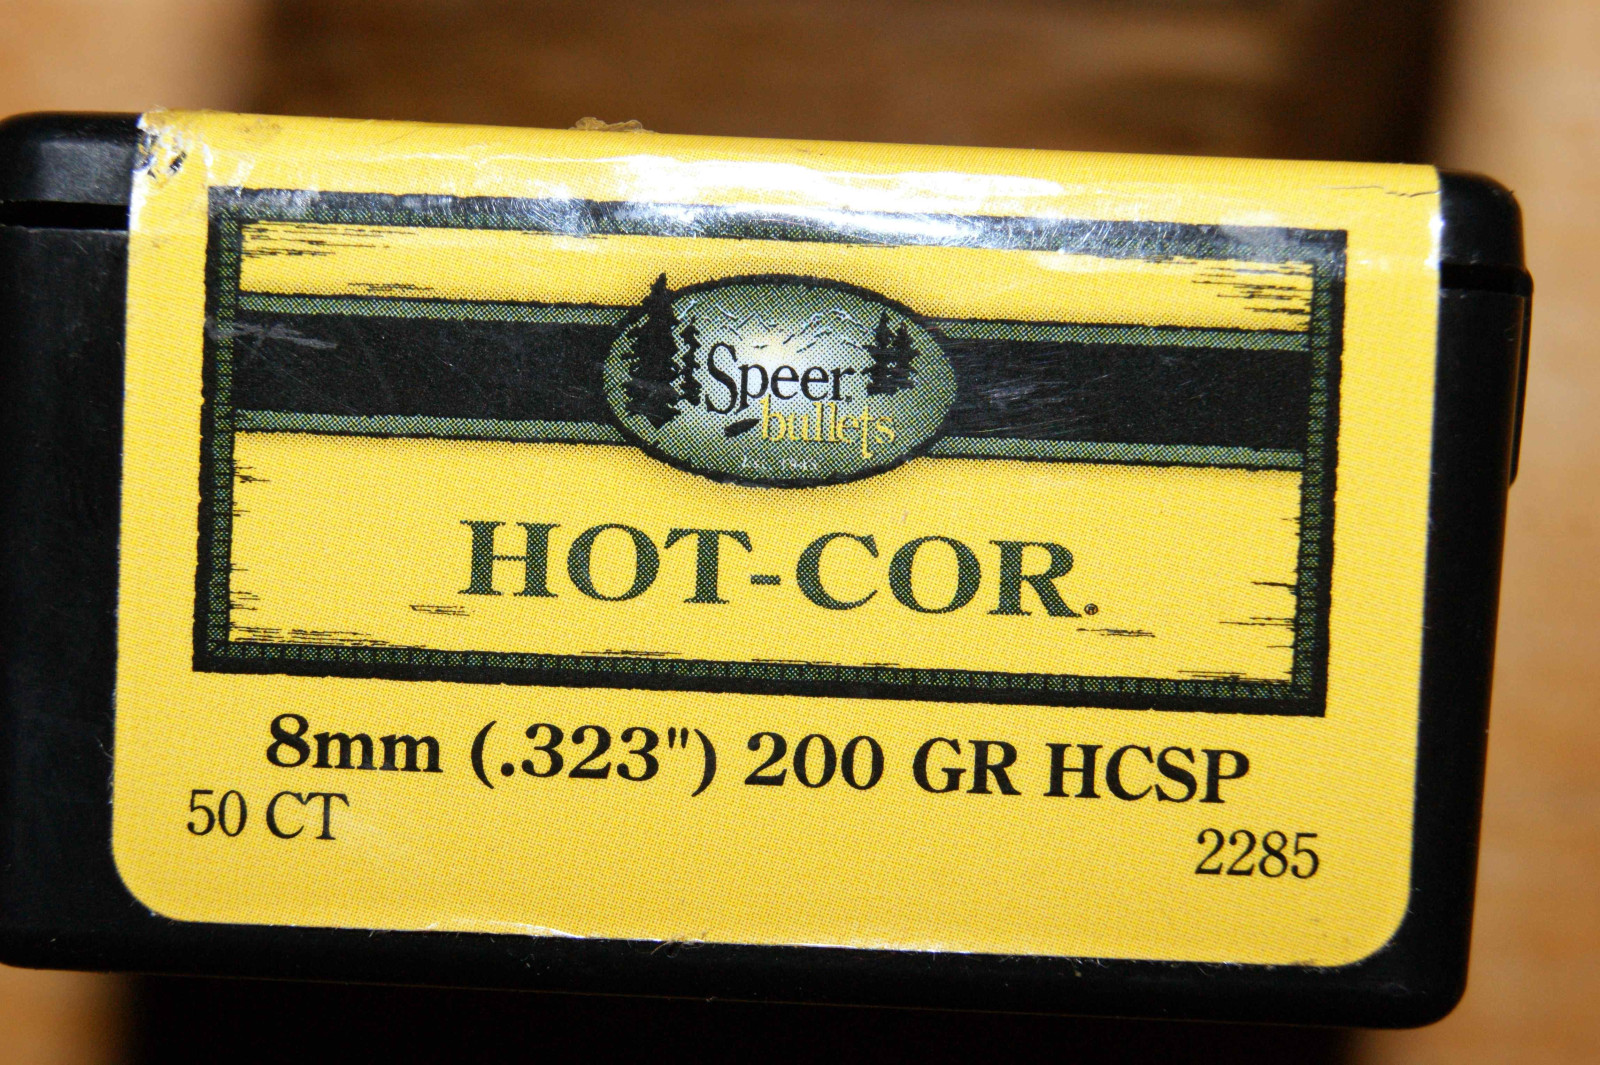 Speer
bullets
HOT-COR®
8mm (.323") 200 GR HCSP
50 CT
2285